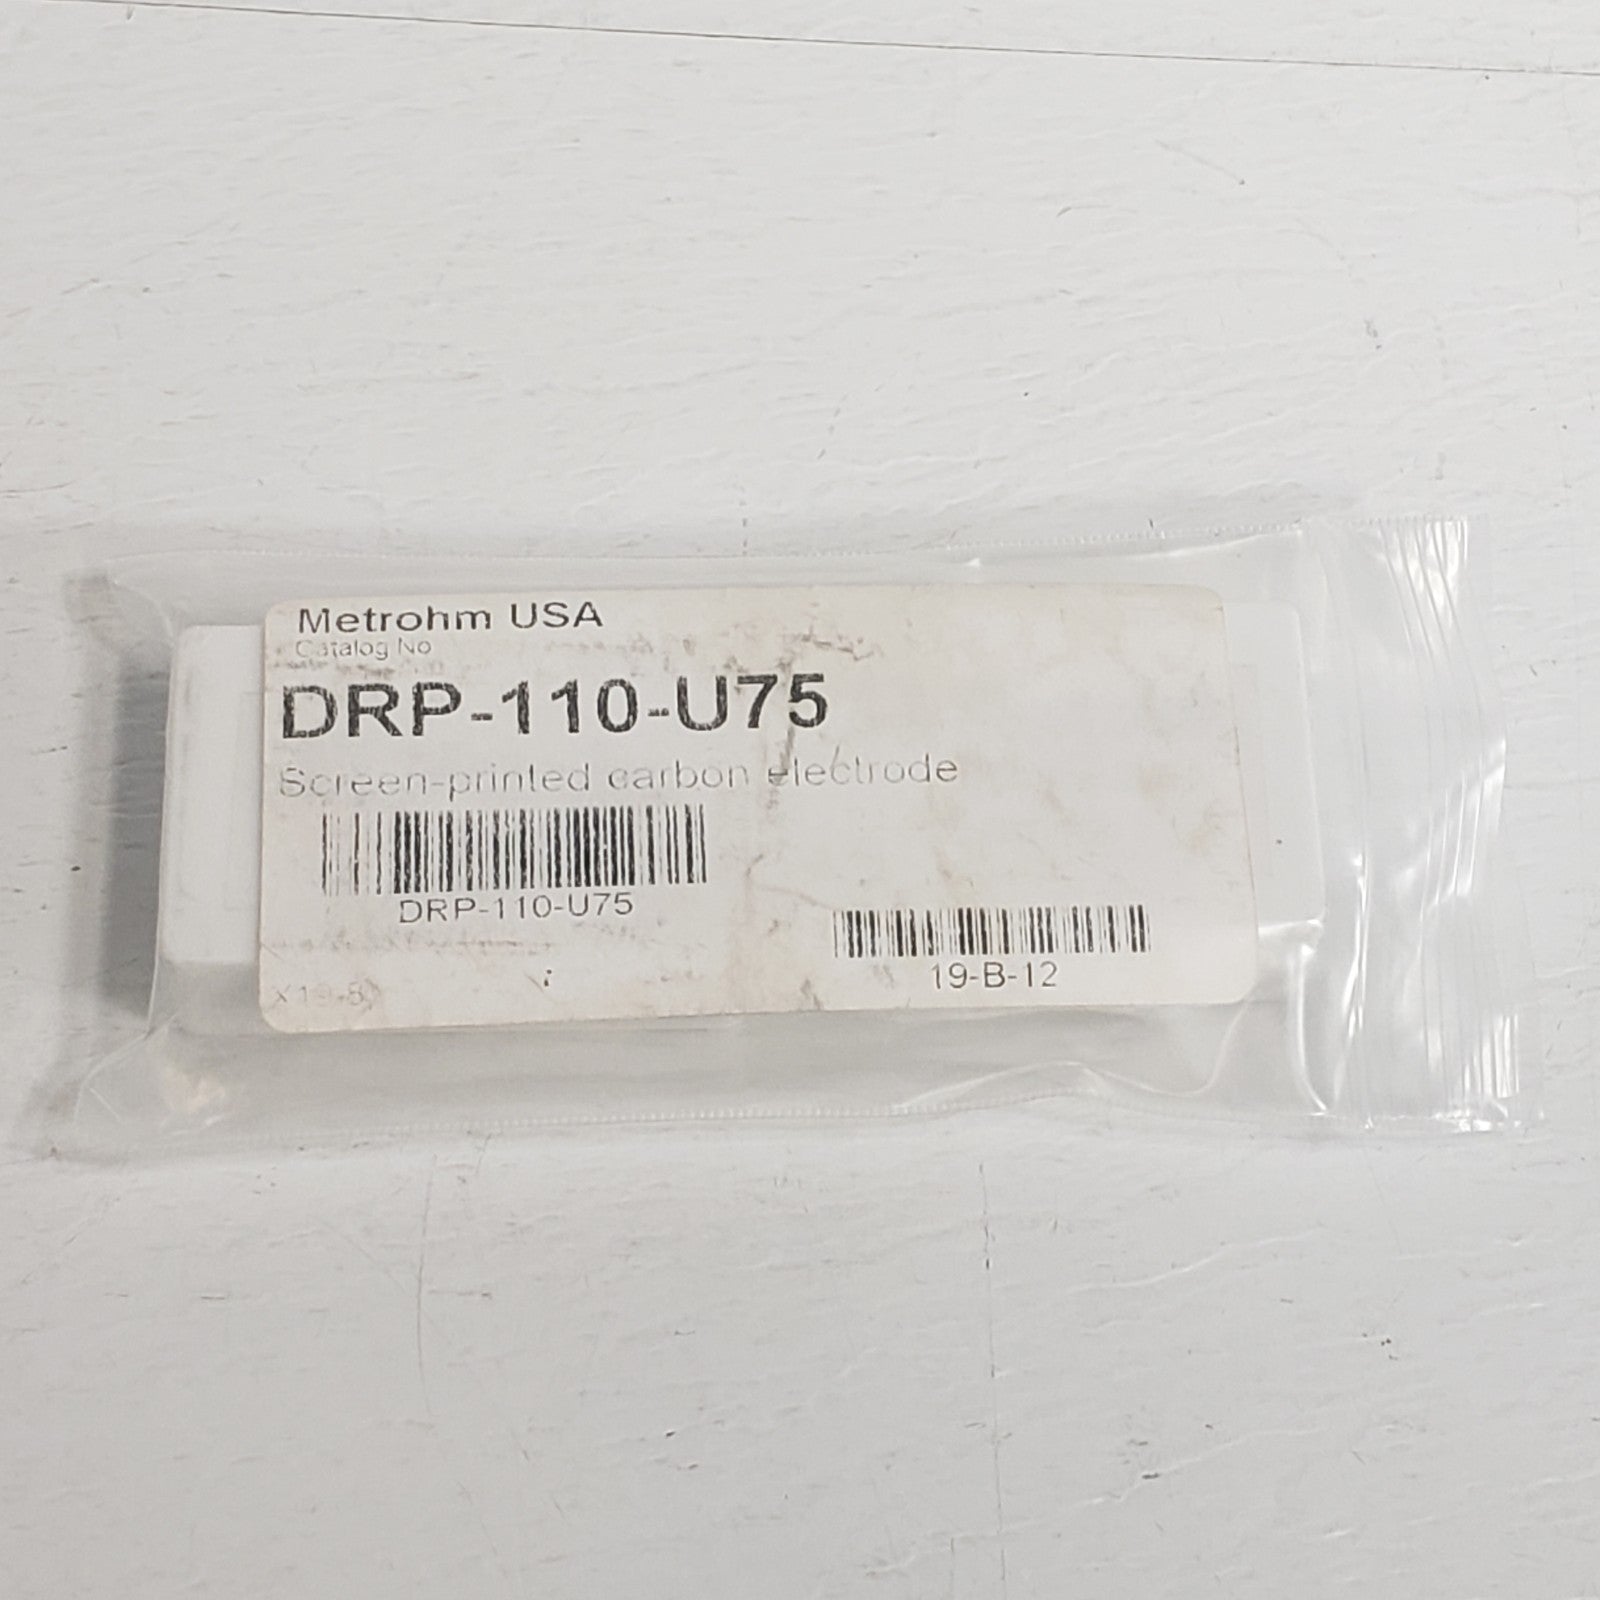 Metrohm USA
Catalog No
DRP-110-U75
Screen-printed carbon electrode
DRP-110-U75
19-B-12